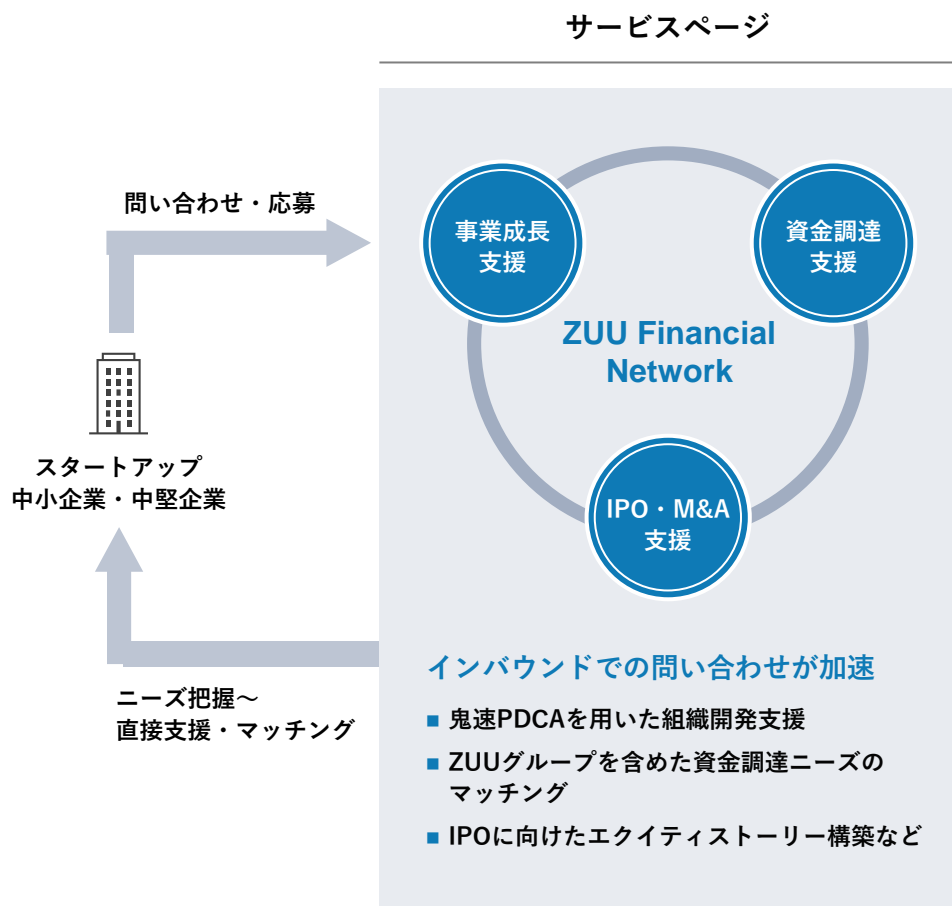 サービスページ
問い合わせ・応募
事業成長
支援
資金調達
支援
ZUU Financial
Network
IPO・M&A
支援
スタートアップ
中小企業・中堅企業
ニーズ把握～
直接支援・マッチング
インバウンドでの問い合わせが加速
■ 鬼速PDCAを用いた組織開発支援
■ ZUUグループを含めた資金調達ニーズの
マッチング
■ IPOに向けたエクイティストーリー構築など